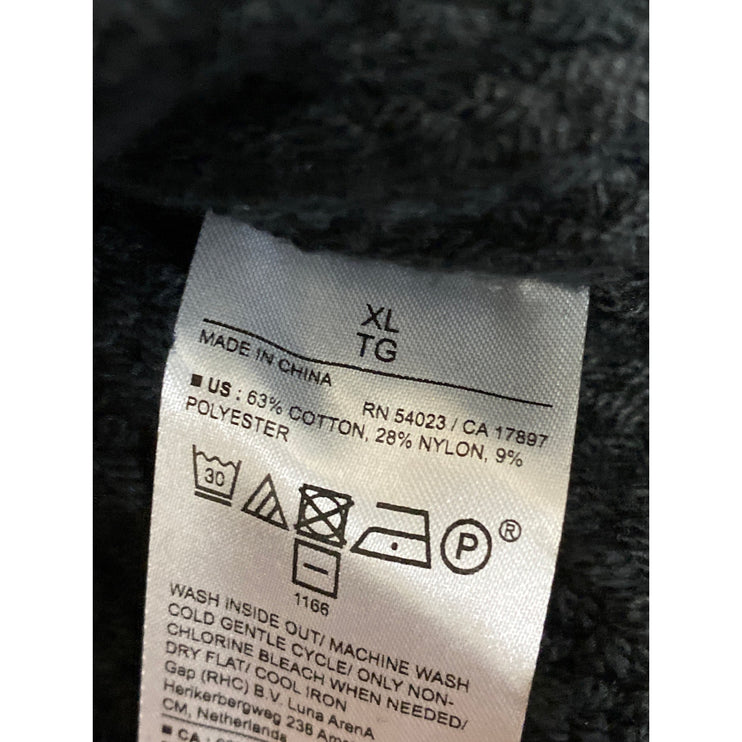 XL
TG
MADE IN CHINA
RN 54023 / CA 17897
■ US : 63% COTTON, 28% NYLON, 9%
POLYESTER
30
P ®
1166
WASH INSIDE OUT/ MACHINE WASH
COLD GENTLE CYCLE/ ONLY NON-
CHLORINE BLEACH WHEN NEEDED/
DRY FLAT/ COOL IRON
Gap (RHC) B.V. Luna ArenA
Herikerbergweg 238
CM, Netherlands
■ CA :